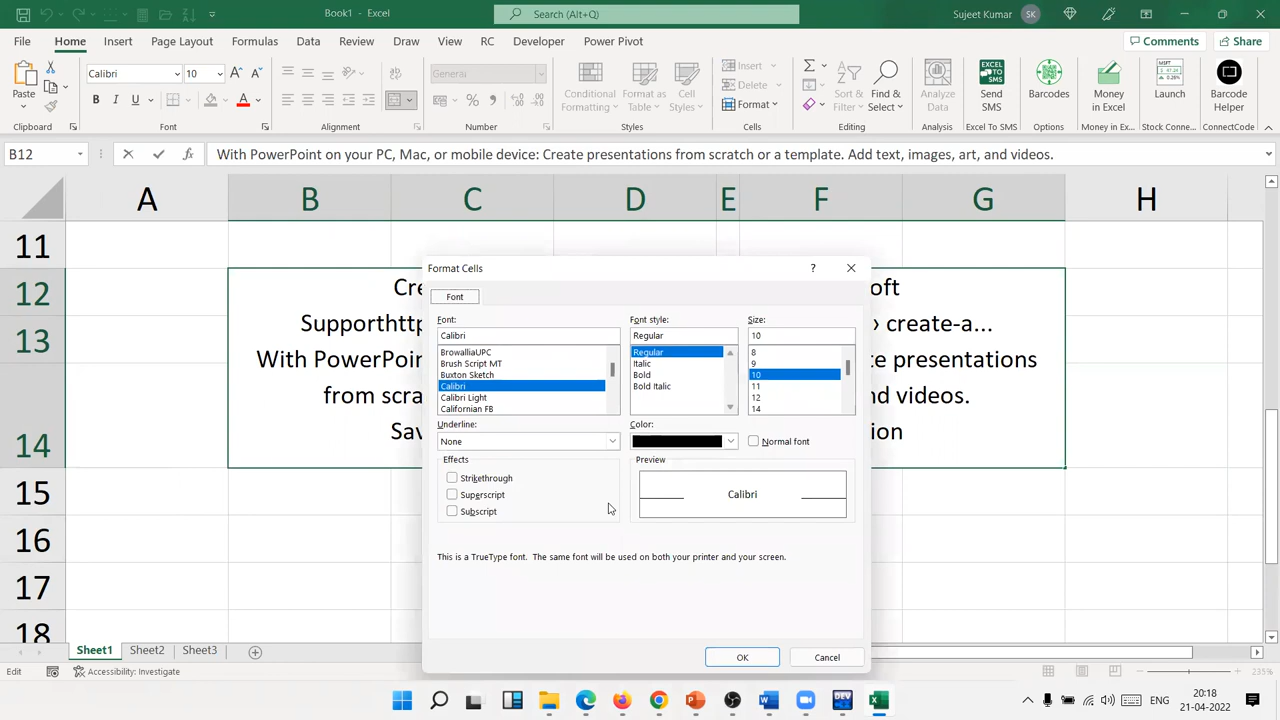 Book1 - Excel
Search (Alt+Q)
Sujeet Kumar
SK
File Home Insert Page Layout Formulas Data Review Draw View RC Developer Help Power Pivot
Comments
Share
Paste
Calibri
10
B I U
General
Conditional Formatting
Format as Table
Cell Styles
Insert
Delete
Format
Sort & Filter
Find & Select
Analyze Data
Send SMS
Barcodes
Money in Excel
Launch
Barcode Helper
Clipboard
Font
Alignment
Number
Styles
Cells
Editing
Analysis
Excel To SMS
Options
Money in Ex...
Stock Conne...
ConnectCode
B12
fx
With PowerPoint on your PC, Mac, or mobile device: Create presentations from scratch or a template. Add text, images, art, and videos.
A B C D E F G H
11
12
13
14
15
16
17
18
Cre
oft
Supporthttp
› create-a...
With PowerPoin
te presentations
from scra
nd videos.
Sav
ion
Format Cells
?
Font
Font:
Calibri
BrowalliaUPC
Brush Script MT
Buxton Sketch
Calibri
Calibri Light
Californian FB
Font style:
Regular
Regular
Italic
Bold
Bold Italic
Size:
10
8
9
10
11
12
14
Underline:
None
Color:
Normal font
Effects
Strikethrough
Superscript
Subscript
Preview
Calibri
This is a TrueType font.  The same font will be used on both your printer and your screen.
OK
Cancel
Sheet1
Sheet2
Sheet3
Edit
Accessibility: Investigate
235%
ENG
20:18
21-04-2022